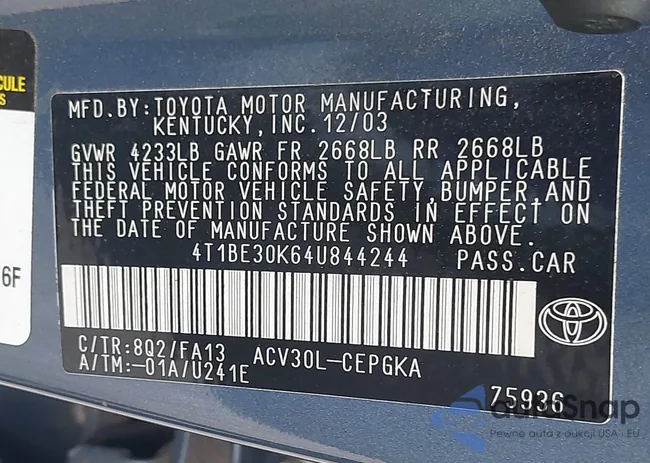 CULE
S
6F
MFD.BY:TOYOTA MOTOR MANUFACTURING,
KENTUCKY,INC.12/03
GVWR 4233LB GAWR FR 2668LB RR 2668LB
THIS VEHICLE CONFORMS TO ALL APPLICABLE
FEDERAL MOTOR VEHICLE SAFETY,BUMPER,AND
THEFT PREVENTION STANDARDS IN EFFECT ON
THE DATE OF MANUFACTURE SHOWN ABOVE.
4T1BE30K64U844244 PASS.CAR
C/TR:8Q2/FA13 ACV30L-CEPGKA
A/TM:-01A/U241E
75936
autoSnap
Pewne auta z aukcji USA i EU